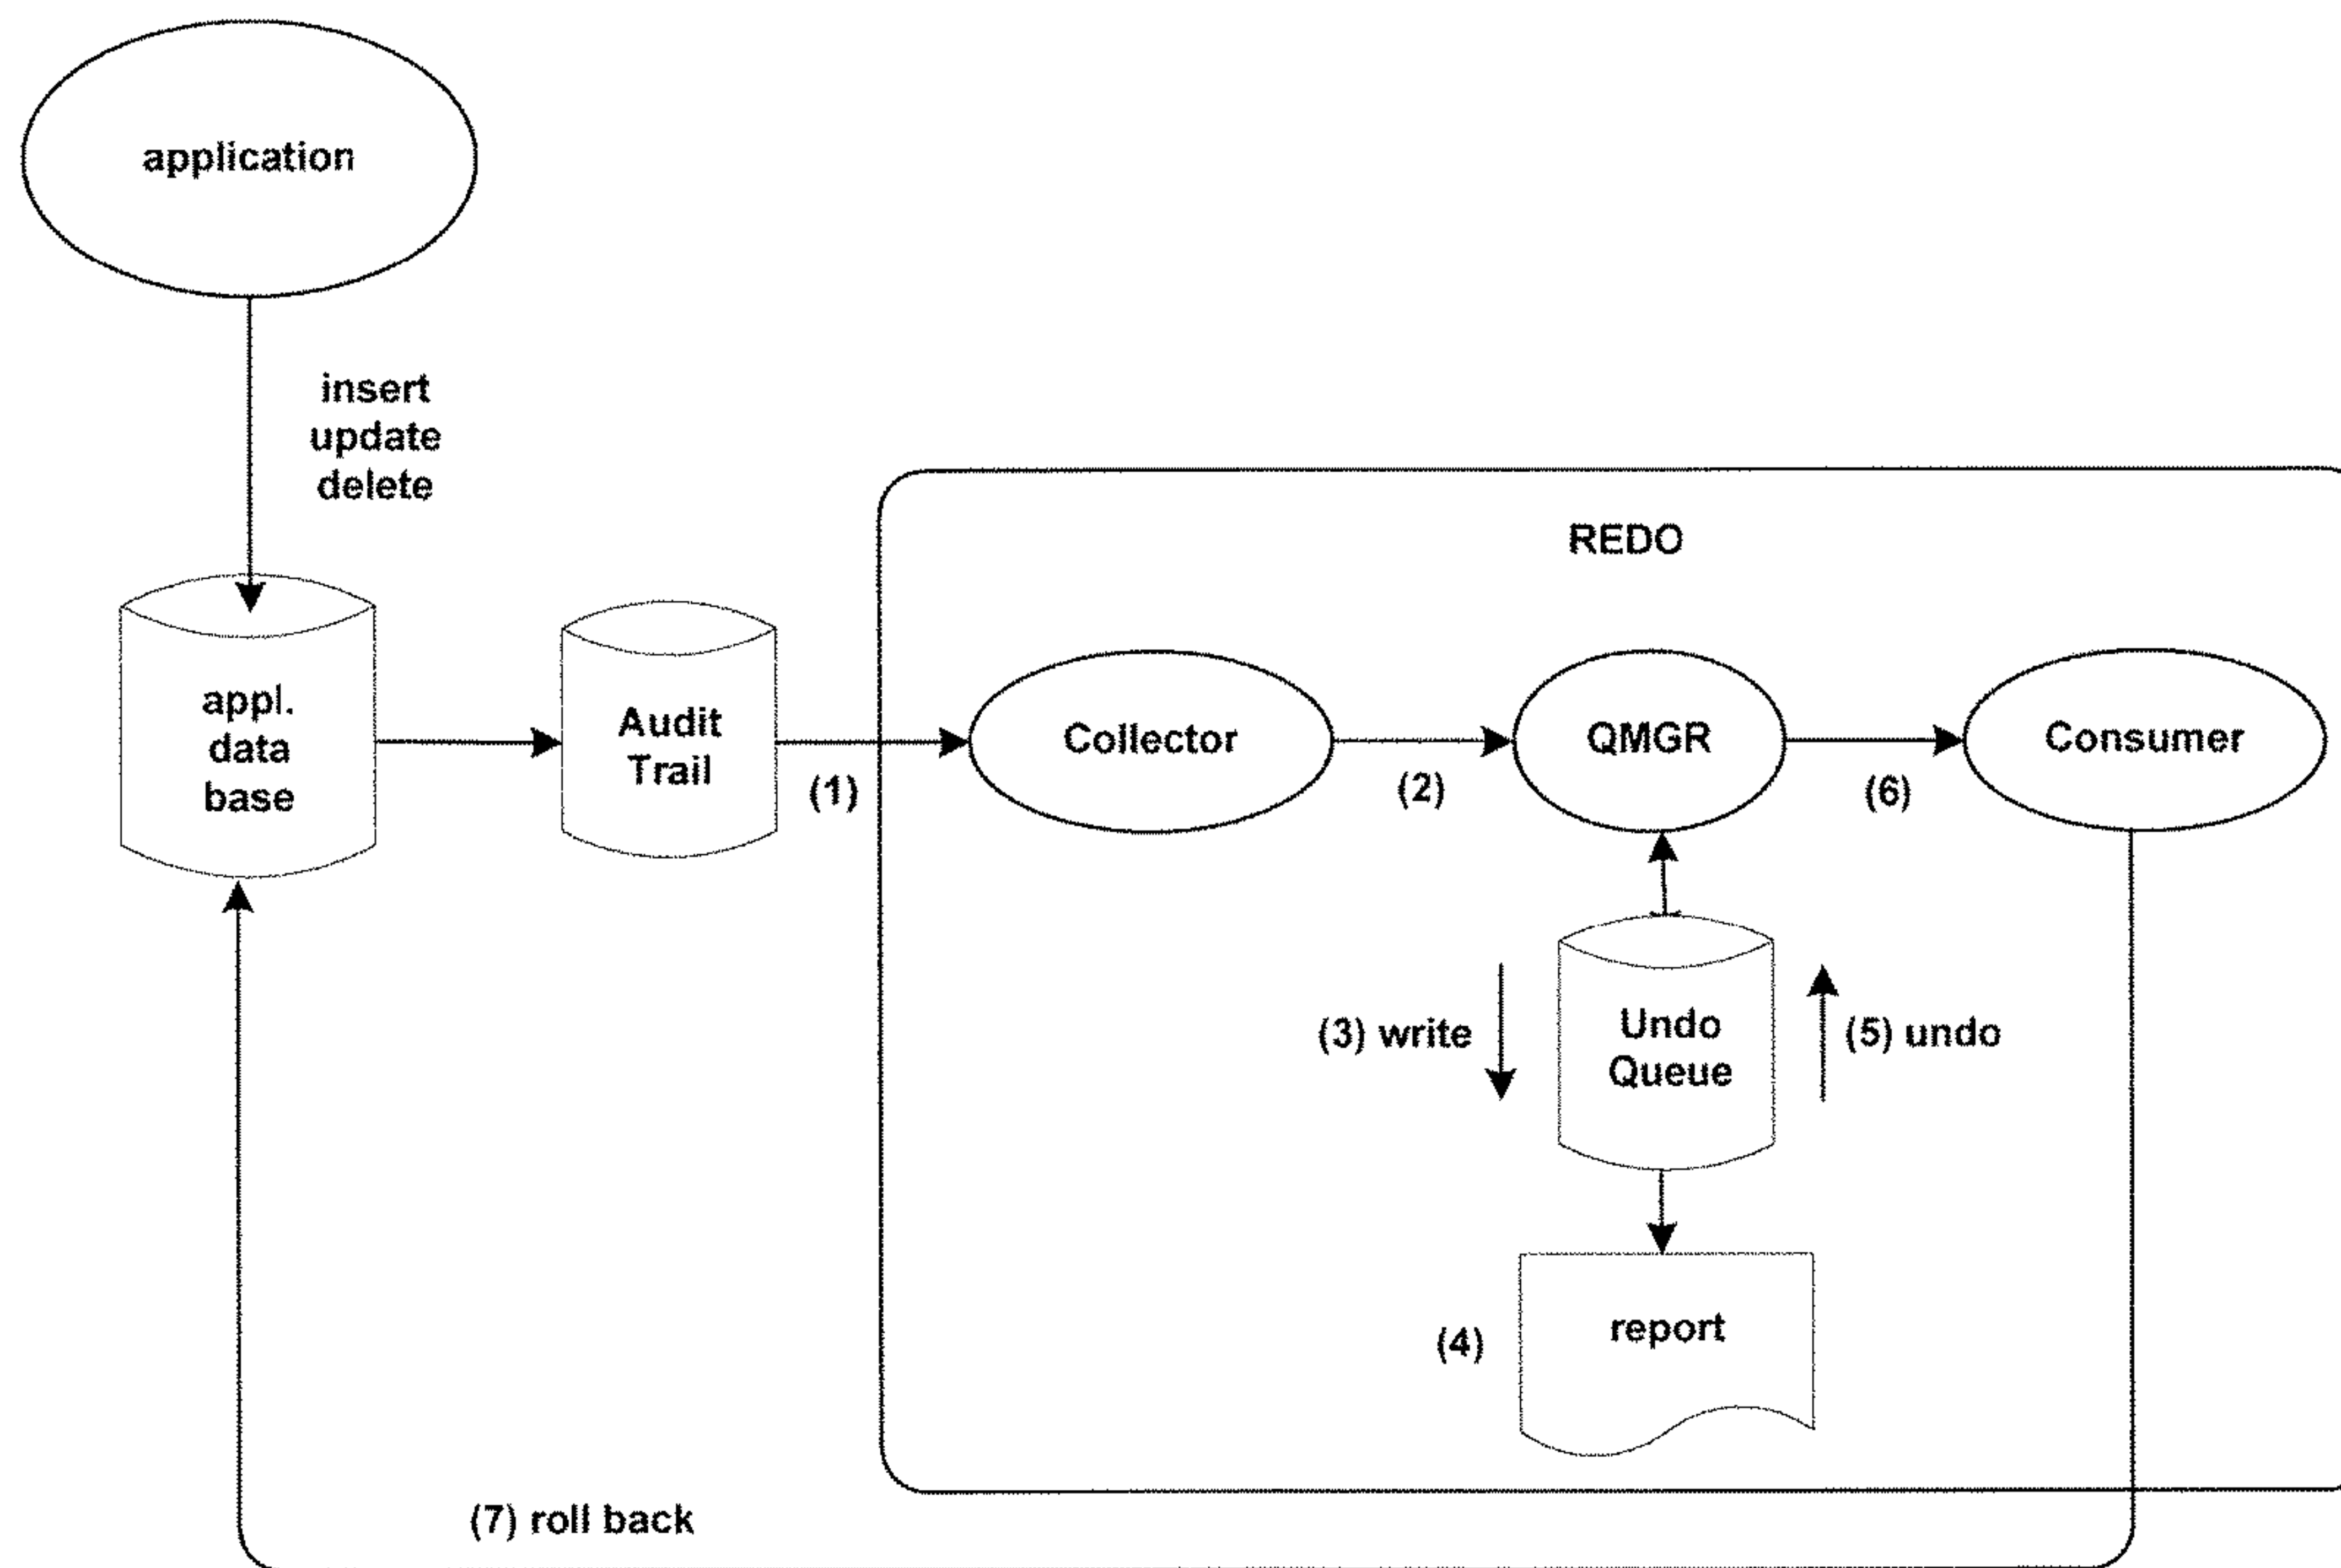 application
insert
update
delete
REDO
appl.
data
base
Audit
Trail
(1)
Collector
(2)
QMGR
(6)
Consumer
(3) write
Undo
Queue
(5) undo
(4)
report
(7) roll back